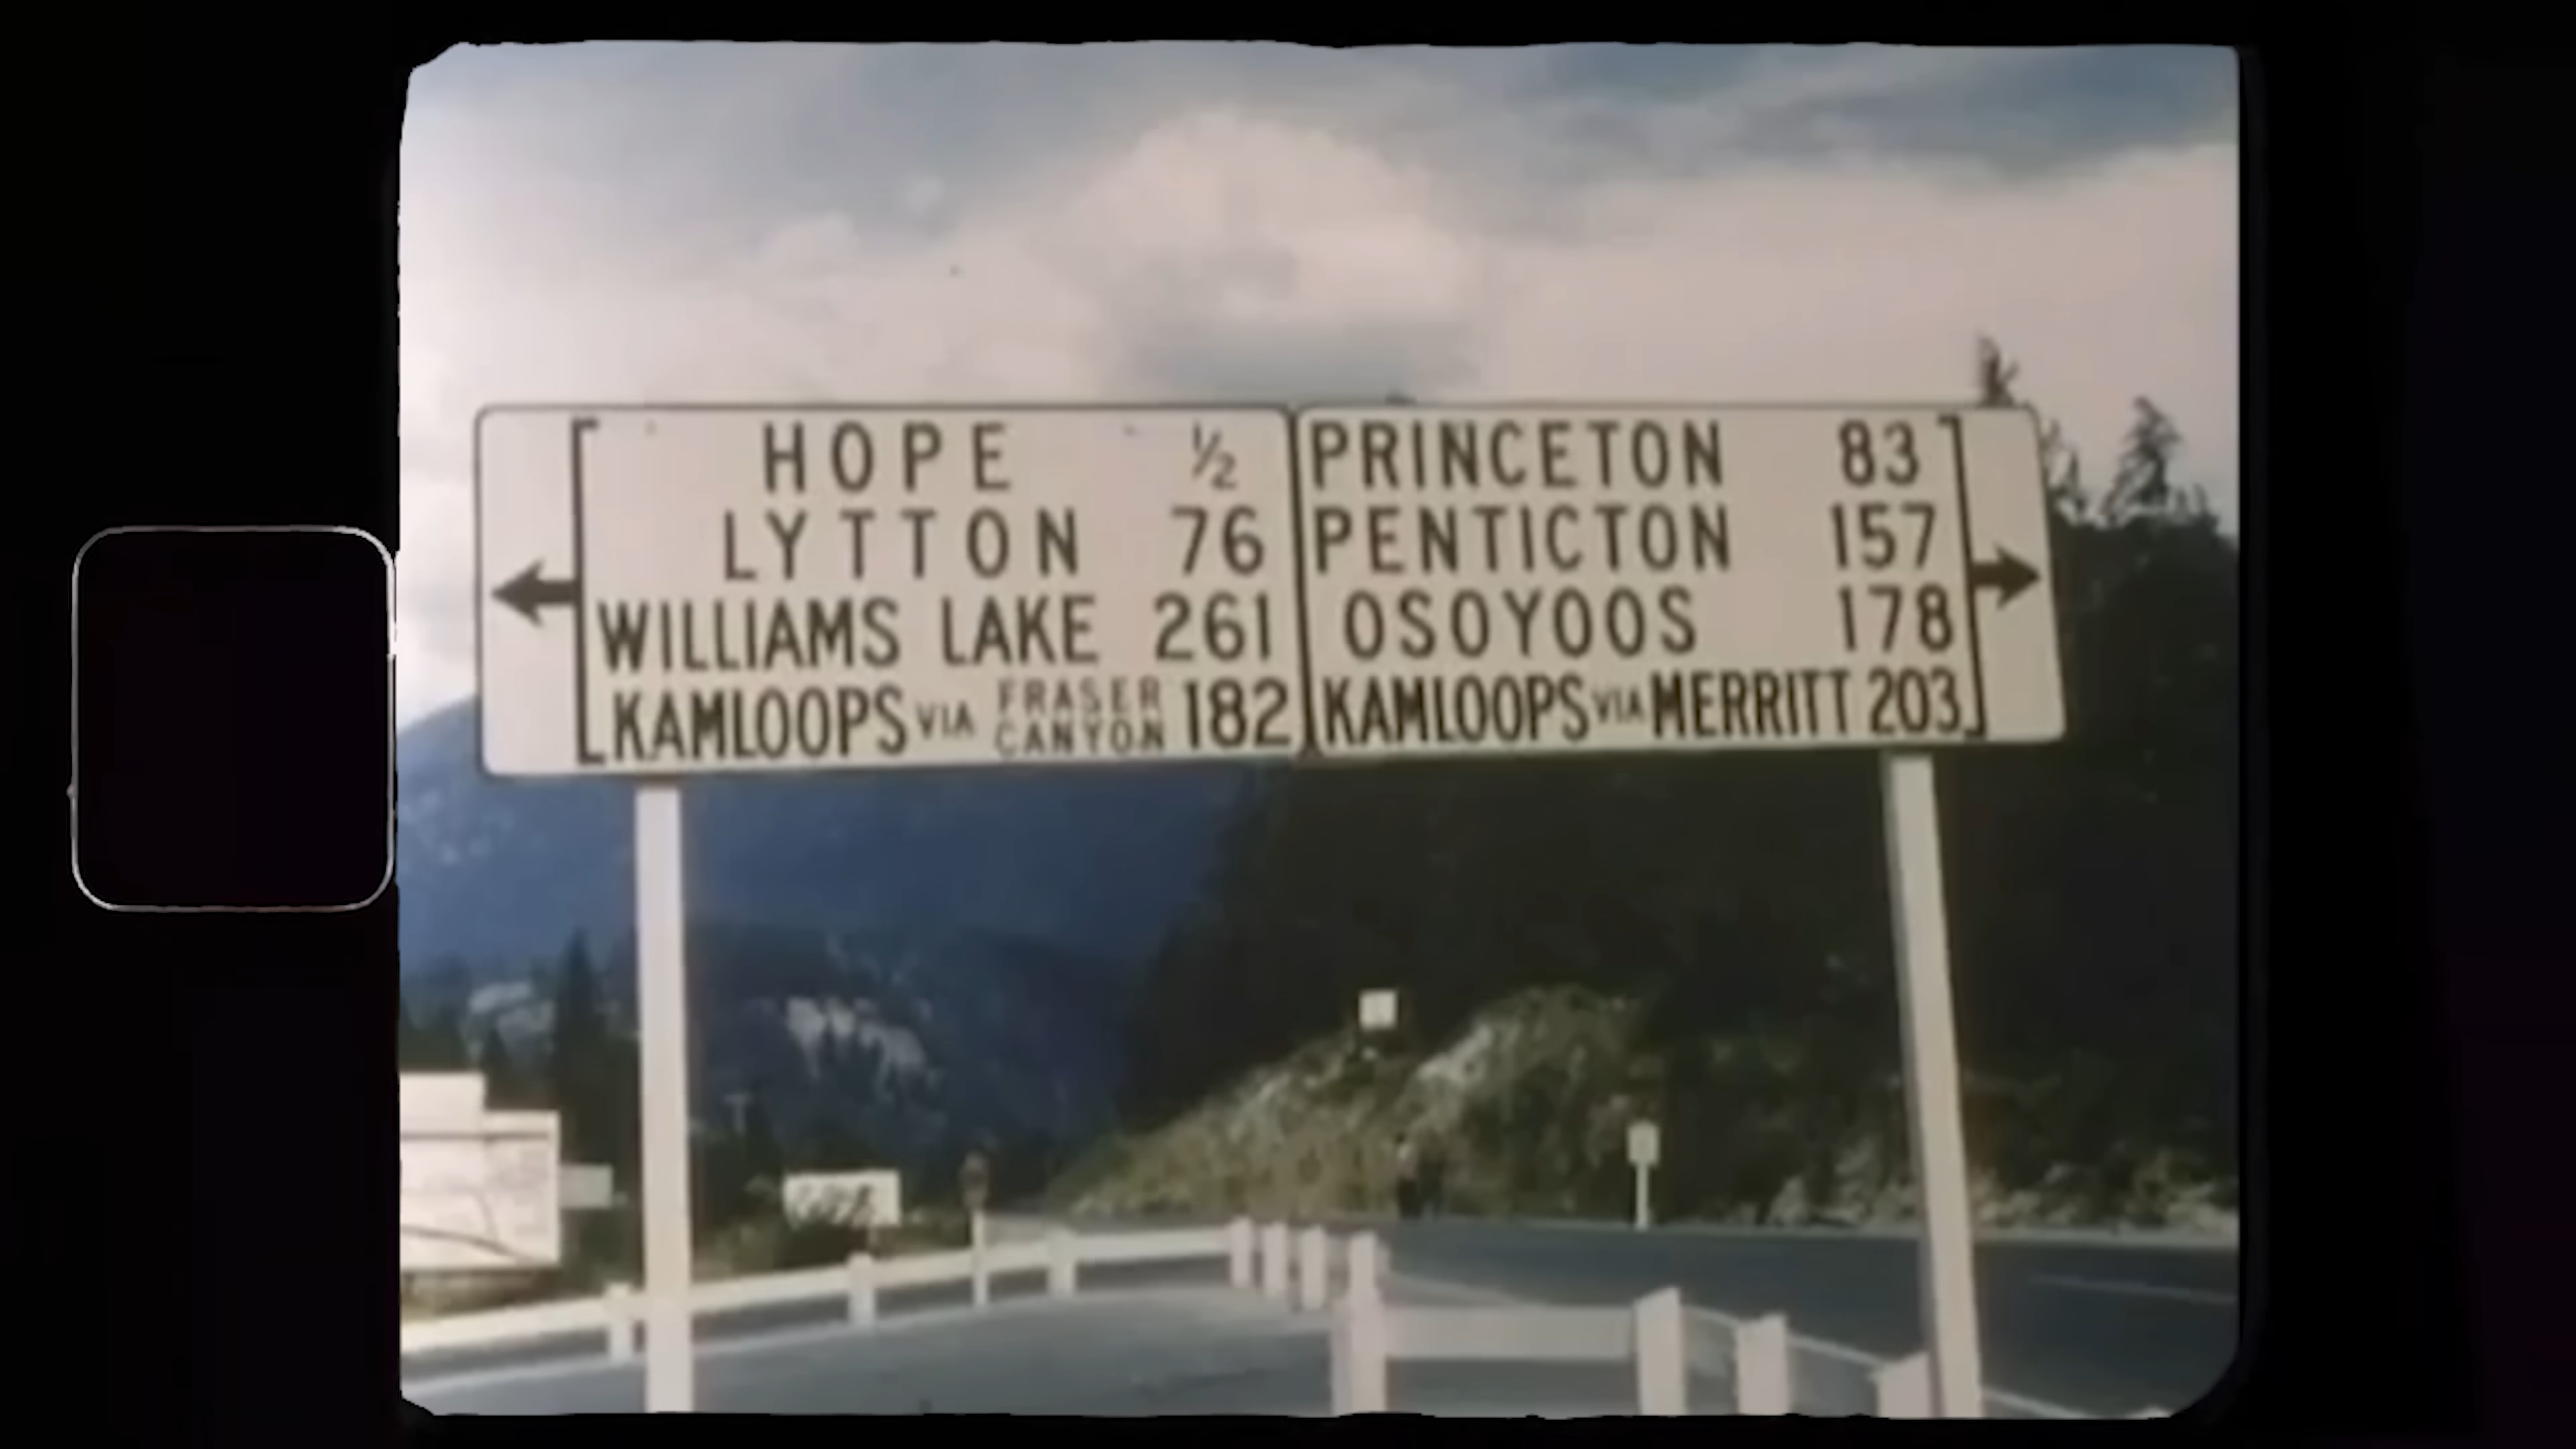 HOPE ½
LYTTON 76
WILLIAMS LAKE 261
KAMLOOPS VIA FRASER CANYON 182
PRINCETON 83
PENTICTON 157
OSOYOOS 178
KAMLOOPS VIA MERRITT 203